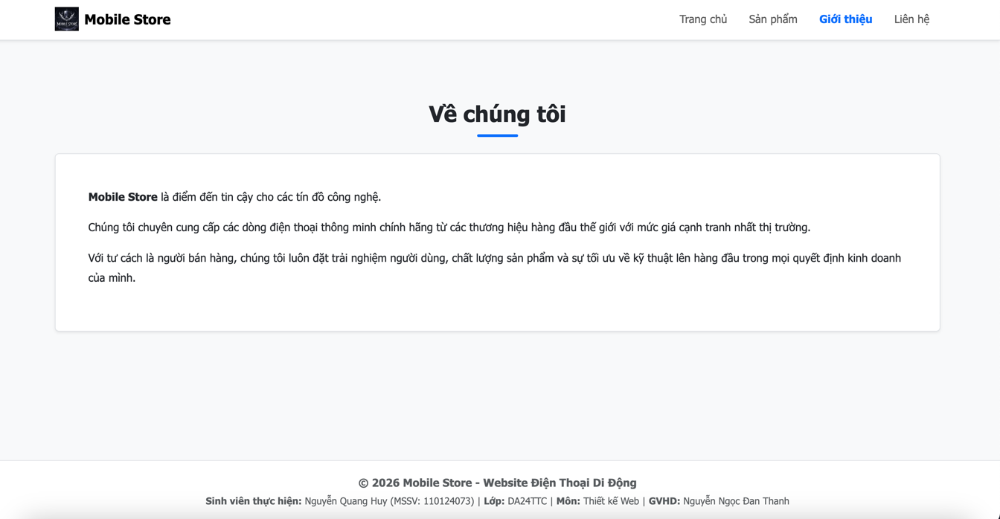 MOBILE STORE
Mobile Store
Trang chủ
Sản phẩm
Giới thiệu
Liên hệ
Về chúng tôi
Mobile Store là điểm đến tin cậy cho các tín đồ công nghệ.
Chúng tôi chuyên cung cấp các dòng điện thoại thông minh chính hãng từ các thương hiệu hàng đầu thế giới với mức giá cạnh tranh nhất thị trường.
Với tư cách là người bán hàng, chúng tôi luôn đặt trải nghiệm người dùng, chất lượng sản phẩm và sự tối ưu về kỹ thuật lên hàng đầu trong mọi quyết định kinh doanh
của mình.
© 2026 Mobile Store - Website Điện Thoại Di Động
Sinh viên thực hiện: Nguyễn Quang Huy (MSSV: 110124073) | Lớp: DA24TTC | Môn: Thiết kế Web | GVHD: Nguyễn Ngọc Đan Thanh